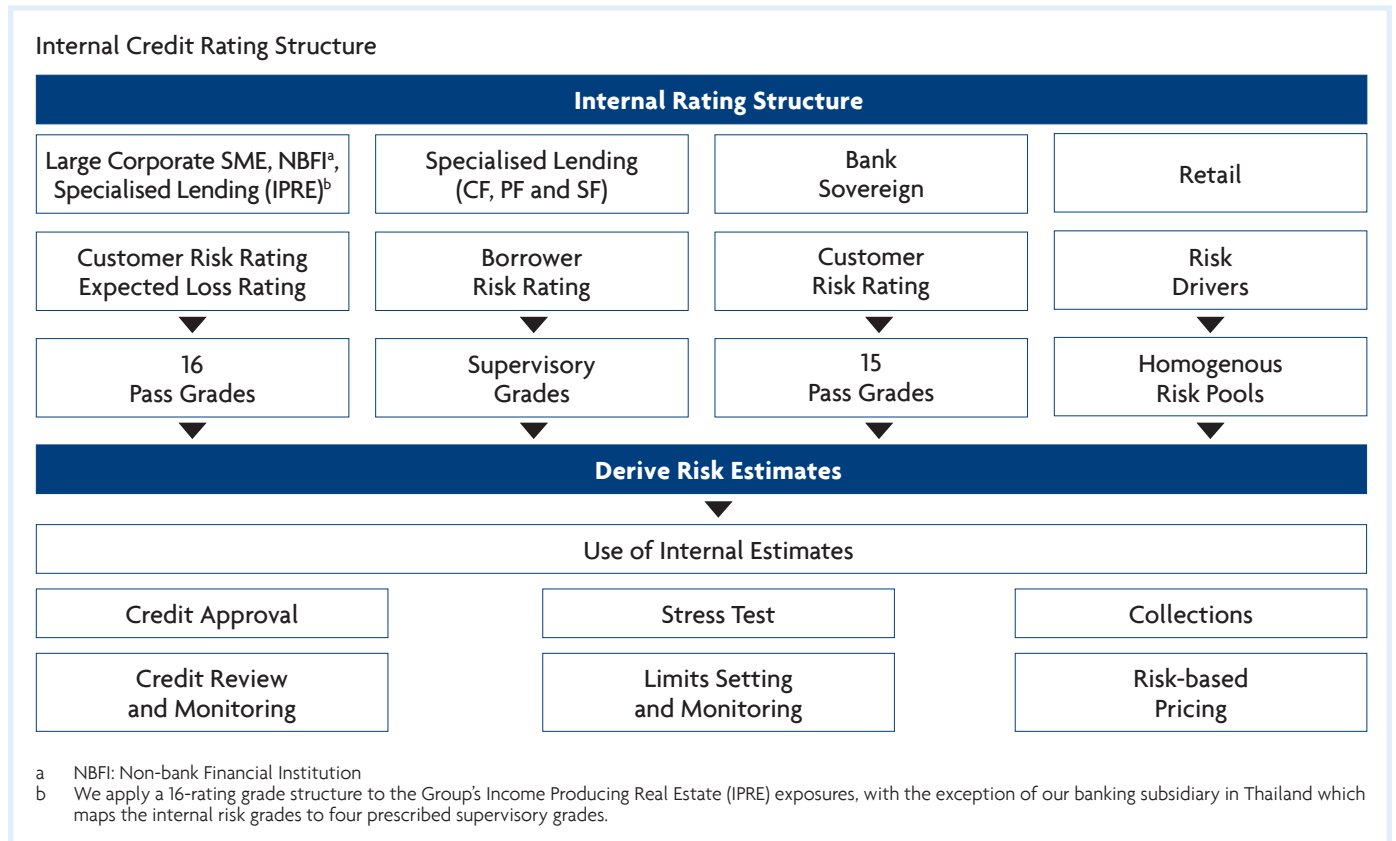 Internal Credit Rating Structure
Internal Rating Structure
Large Corporate SME, NBFIᵃ,
Specialised Lending (IPRE)ᵇ
Specialised Lending
(CF, PF and SF)
Bank
Sovereign
Retail
Customer Risk Rating
Expected Loss Rating
Borrower
Risk Rating
Customer
Risk Rating
Risk
Drivers
16
Pass Grades
Supervisory
Grades
15
Pass Grades
Homogenous
Risk Pools
Derive Risk Estimates
Use of Internal Estimates
Credit Approval
Stress Test
Collections
Credit Review
and Monitoring
Limits Setting
and Monitoring
Risk-based
Pricing
a NBFI: Non-bank Financial Institution
b We apply a 16-rating grade structure to the Group's Income Producing Real Estate (IPRE) exposures, with the exception of our banking subsidiary in Thailand which
maps the internal risk grades to four prescribed supervisory grades.